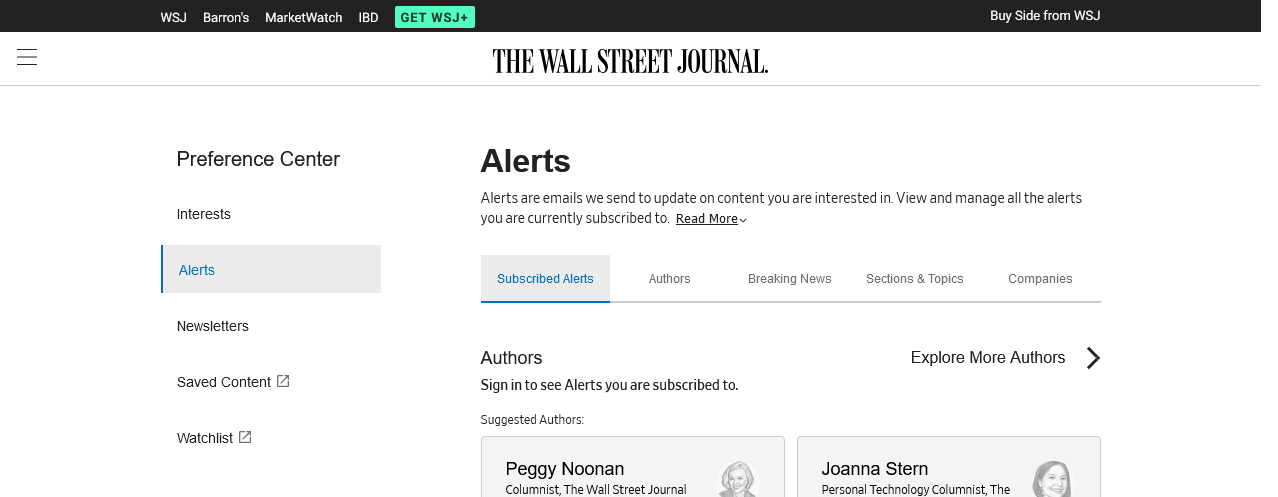 WSJ Barron's MarketWatch IBD GET WSJ+ Buy Side from WSJ
THE WALL STREET JOURNAL.
Preference Center
Interests
Alerts
Newsletters
Saved Content
Watchlist
Alerts
Alerts are emails we send to update on content you are interested in. View and manage all the alerts
you are currently subscribed to. Read More
Subscribed Alerts Authors Breaking News Sections & Topics Companies
Authors Explore More Authors
Sign in to see Alerts you are subscribed to.
Suggested Authors:
Peggy Noonan
Columnist, The Wall Street Journal
Joanna Stern
Personal Technology Columnist, The